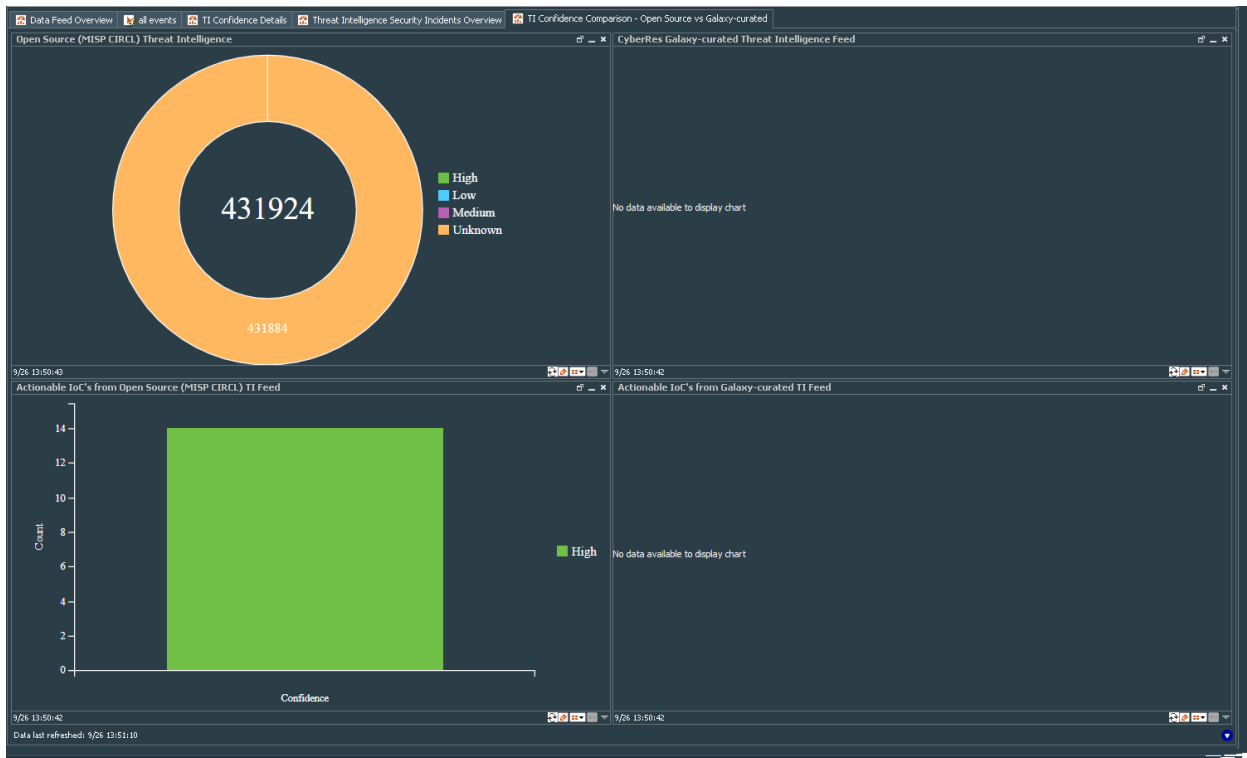 Data Feed Overview all events TI Confidence Details Threat Intelligence Security Incidents Overview TI Confidence Comparison - Open Source vs Galaxy-curated
Open Source (MISP CIRCL) Threat Intelligence
431924
431884
High
Low
Medium
Unknown
9/26 13:50:43
CyberRes Galaxy-curated Threat Intelligence Feed
No data available to display chart
9/26 13:50:42
Actionable IoC's from Open Source (MISP CIRCL) TI Feed
14
12
10
8
6
4
2
0
Count
Confidence
High
9/26 13:50:42
Actionable IoC's from Galaxy-curated TI Feed
No data available to display chart
9/26 13:50:42
Data last refreshed: 9/26 13:51:10